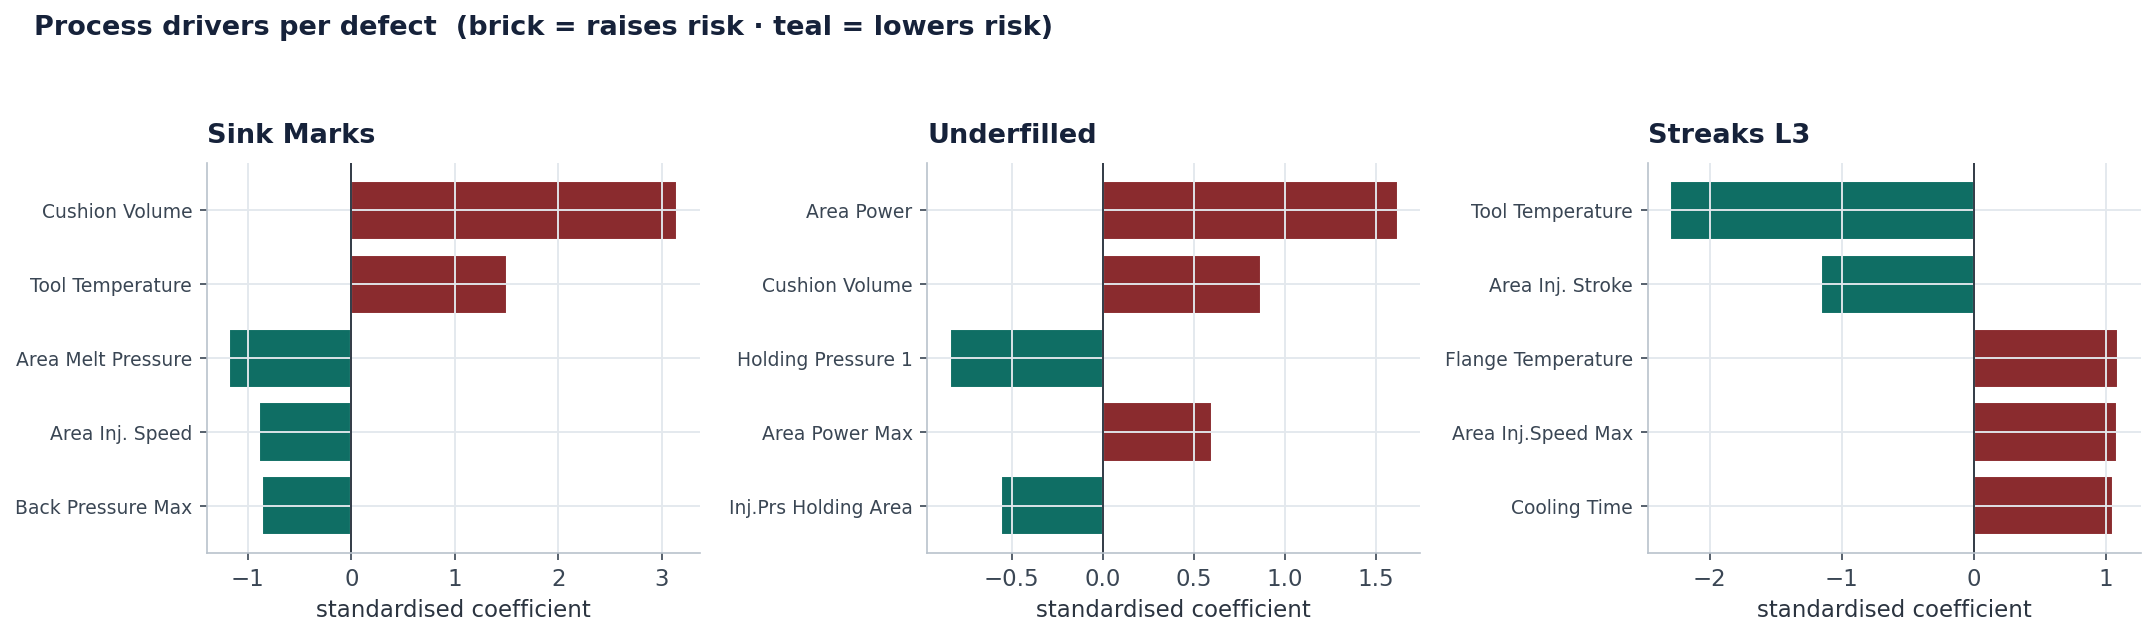 Process drivers per defect  (brick = raises risk · teal = lowers risk)
Sink Marks
Cushion Volume
Tool Temperature
Area Melt Pressure
Area Inj. Speed
Back Pressure Max
−1 0 1 2 3
standardised coefficient
Underfilled
Area Power
Cushion Volume
Holding Pressure 1
Area Power Max
Inj.Prs Holding Area
−0.5 0.0 0.5 1.0 1.5
standardised coefficient
Streaks L3
Tool Temperature
Area Inj. Stroke
Flange Temperature
Area Inj.Speed Max
Cooling Time
−2 −1 0 1
standardised coefficient